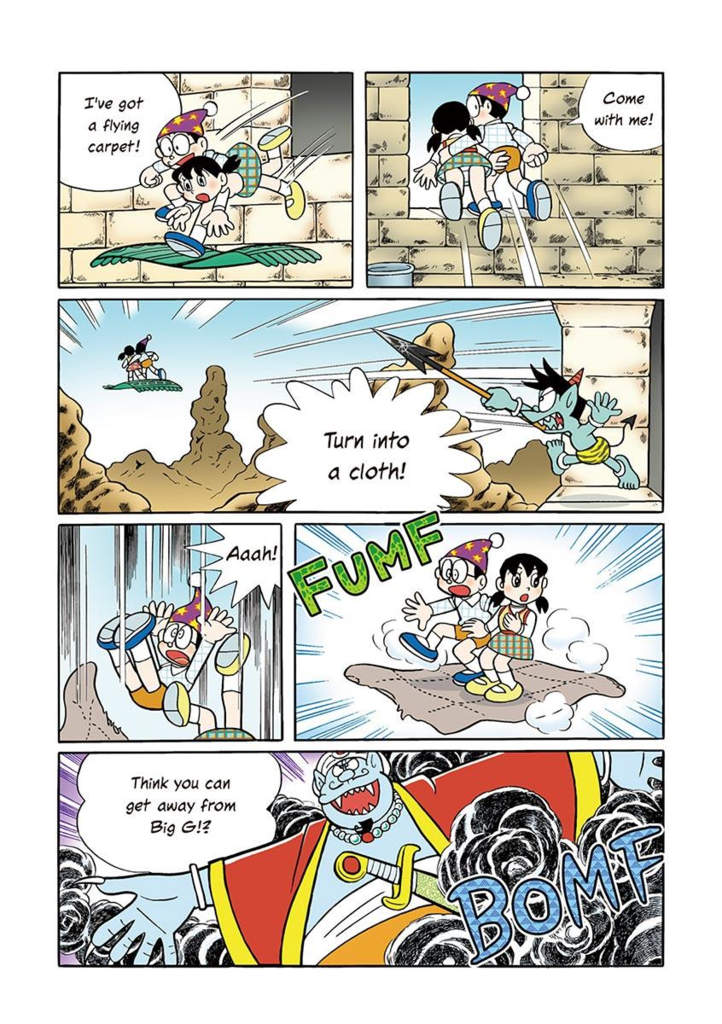 I've got
a flying
carpet!
Come
with me!
Turn into
a cloth!
Aaah!
FUMF
Think you can
get away from
Big G!?
BOMF